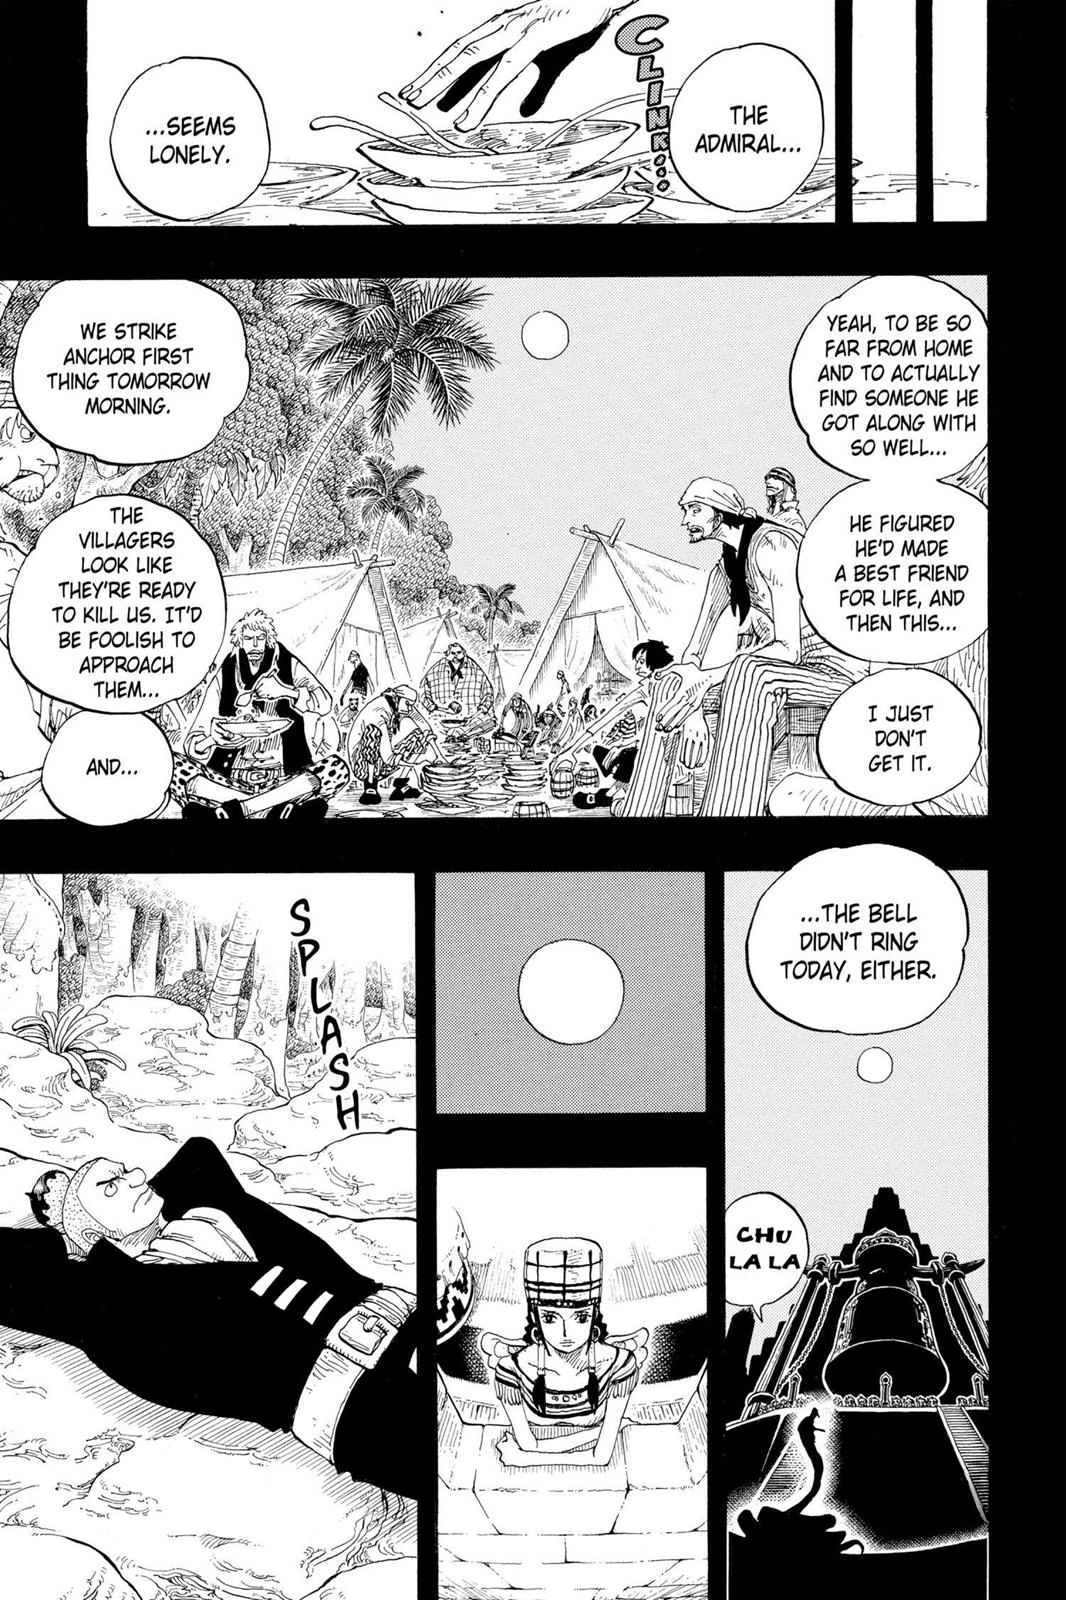 THE
ADMIRAL...
CLINK...
...SEEMS
LONELY.
YEAH, TO BE SO
FAR FROM HOME
AND TO ACTUALLY
FIND SOMEONE HE
GOT ALONG WITH
SO WELL...
HE FIGURED
HE'D MADE
A BEST FRIEND
FOR LIFE, AND
THEN THIS...
I JUST
DON'T
GET IT.
WE STRIKE
ANCHOR FIRST
THING TOMORROW
MORNING.
THE
VILLAGERS
LOOK LIKE
THEY'RE READY
TO KILL US. IT'D
BE FOOLISH TO
APPROACH
THEM...
AND...
...THE BELL
DIDN'T RING
TODAY, EITHER.
CHU
LA LA
SPLASH